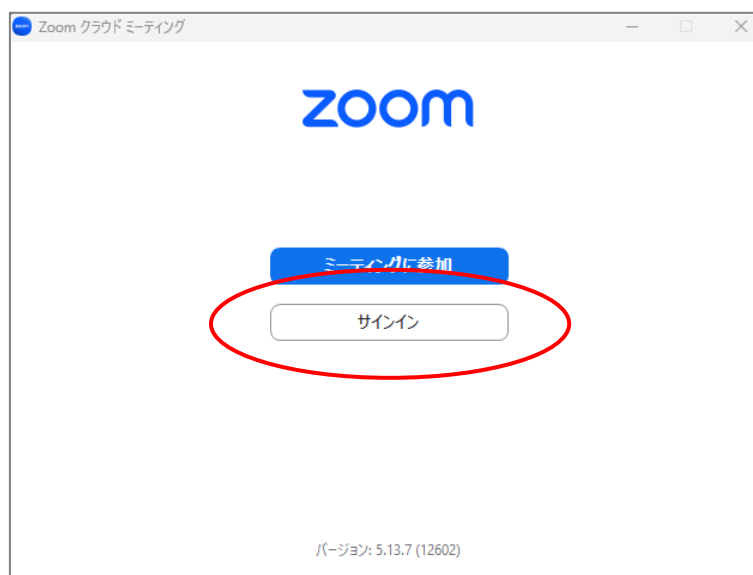 zoom
Zoom クラウド ミーティング
zoom
ミーティングに参加
サインイン
バージョン: 5.13.7 (12602)